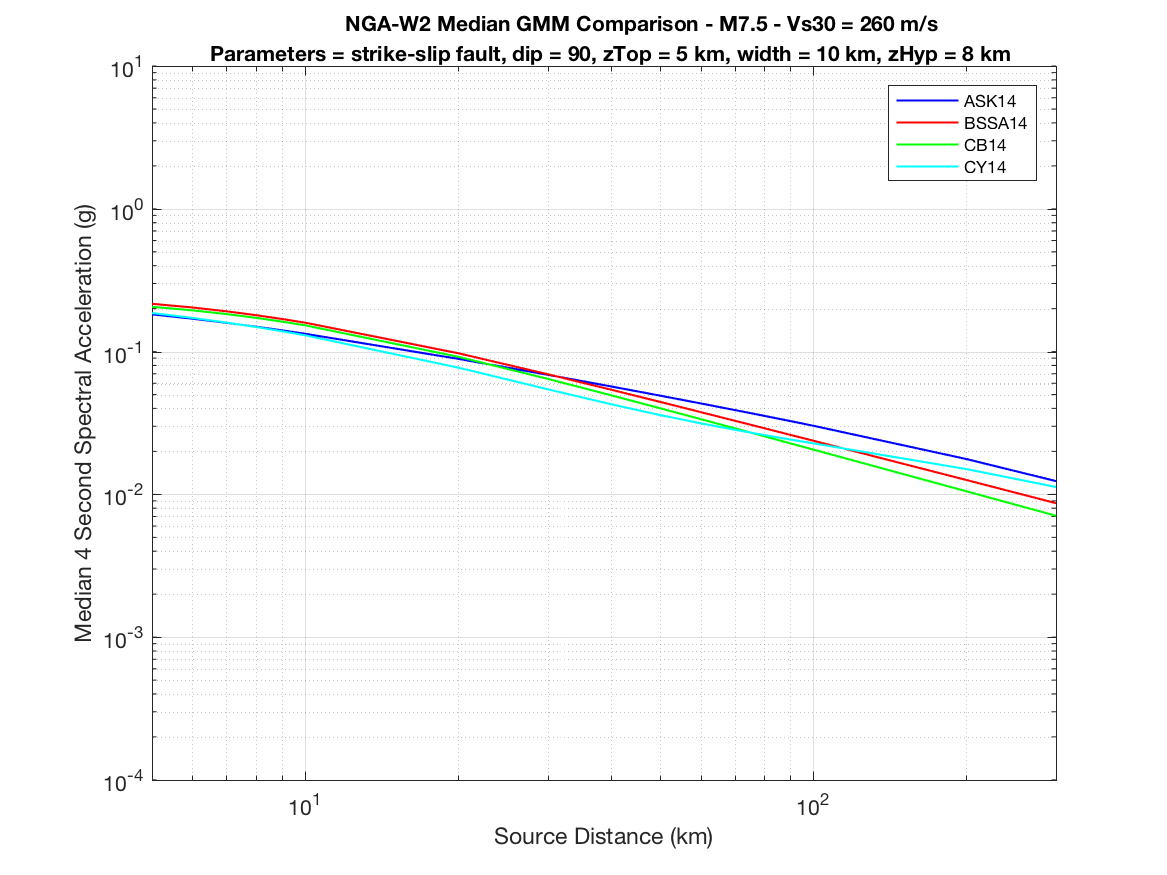 NGA-W2 Median GMM Comparison - M7.5 - Vs30 = 260 m/s
Parameters = strike-slip fault, dip = 90, zTop = 5 km, width = 10 km, zHyp = 8 km
10^1
10^0
10^-1
10^-2
10^-3
10^-4
Median 4 Second Spectral Acceleration (g)
ASK14
BSSA14
CB14
CY14
10^1
10^2
Source Distance (km)